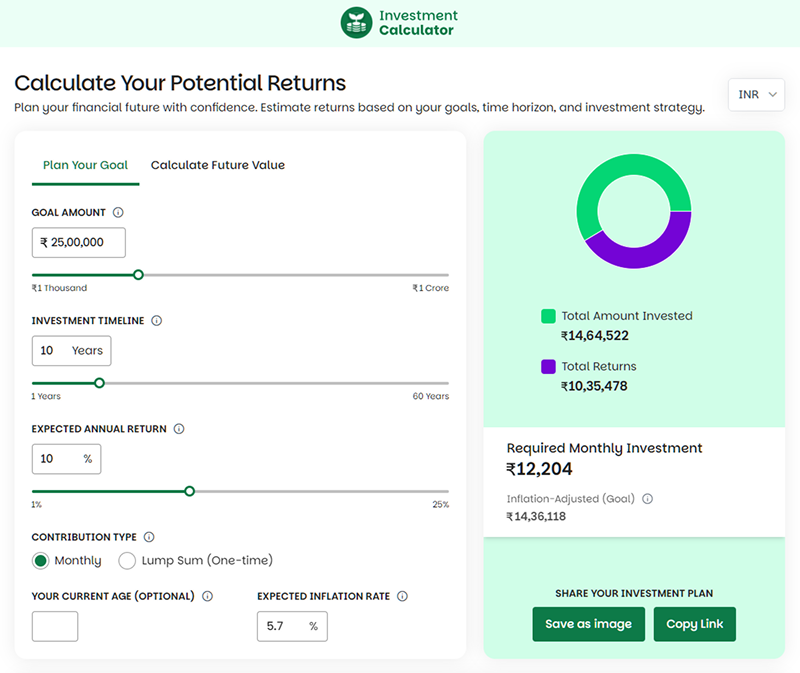 Investment
Calculator
Calculate Your Potential Returns
Plan your financial future with confidence. Estimate returns based on your goals, time horizon, and investment strategy.
INR
Plan Your Goal
Calculate Future Value
GOAL AMOUNT
₹ 25,00,000
₹1 Thousand
₹1 Crore
INVESTMENT TIMELINE
10 Years
1 Years
60 Years
EXPECTED ANNUAL RETURN
10 %
1%
25%
CONTRIBUTION TYPE
Monthly
Lump Sum (One-time)
YOUR CURRENT AGE (OPTIONAL)
EXPECTED INFLATION RATE
5.7 %
Total Amount Invested
₹14,64,522
Total Returns
₹10,35,478
Required Monthly Investment
₹12,204
Inflation-Adjusted (Goal)
₹14,36,118
SHARE YOUR INVESTMENT PLAN
Save as image
Copy Link